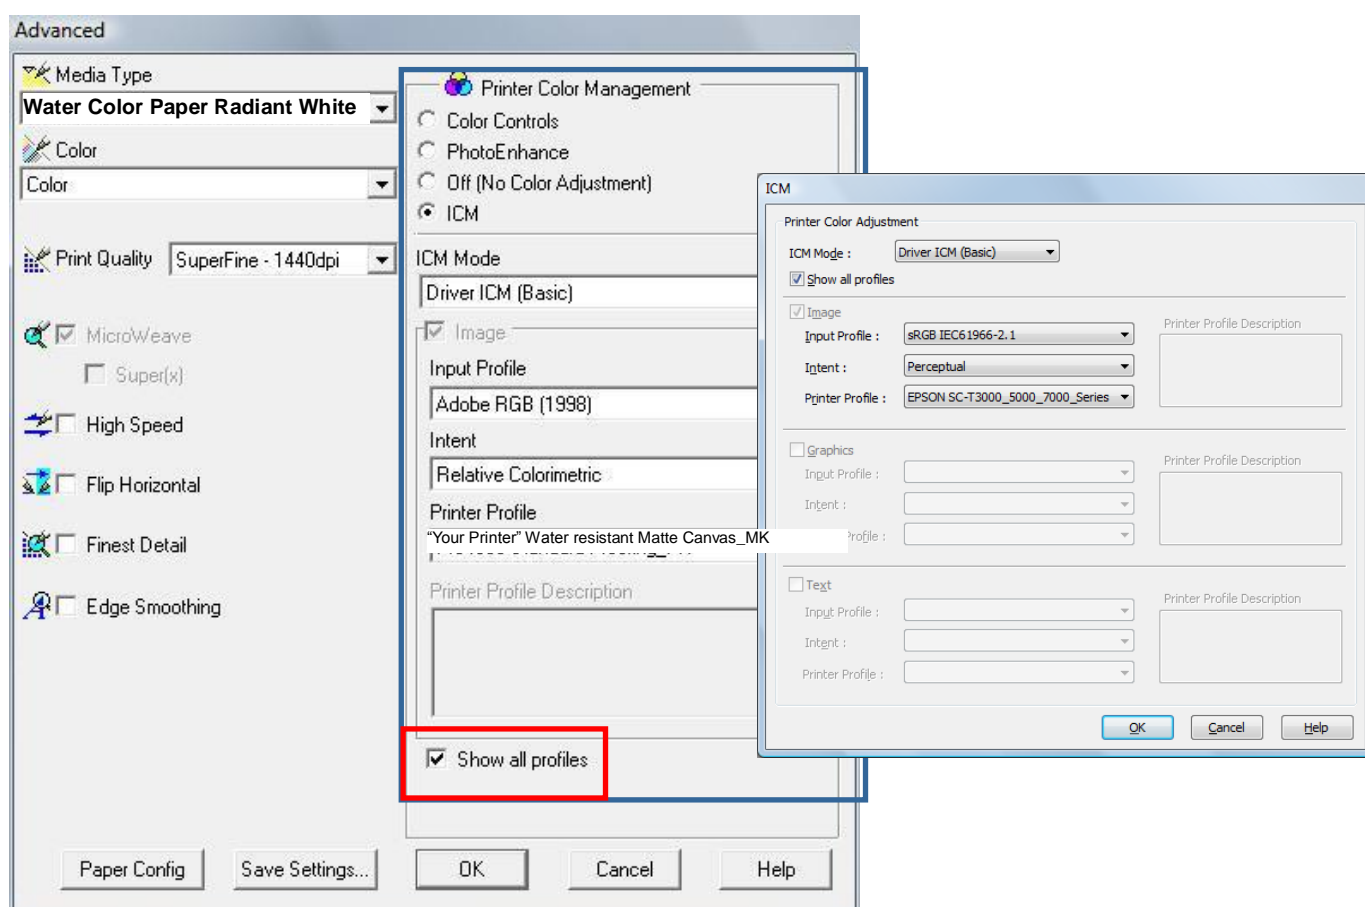 Advanced
Media Type
Water Color Paper Radiant White
Color
Color
Print Quality
SuperFine - 1440dpi
MicroWeave
Super(x)
High Speed
Flip Horizontal
Finest Detail
Edge Smoothing
Printer Color Management
Color Controls
PhotoEnhance
Off (No Color Adjustment)
ICM
ICM Mode
Driver ICM (Basic)
Image
Input Profile
Adobe RGB (1998)
Intent
Relative Colorimetric
Printer Profile
“Your Printer” Water resistant Matte Canvas_MK
Printer Profile Description
Show all profiles
Paper Config
Save Settings...
OK
Cancel
Help
ICM
Printer Color Adjustment
ICM Mode :
Driver ICM (Basic)
Show all profiles
Image
Input Profile :
sRGB IEC61966-2.1
Intent :
Perceptual
Printer Profile :
EPSON SC-T3000_5000_7000_Series
Printer Profile Description
Graphics
Input Profile :
Intent :
Profile :
Printer Profile Description
Text
Input Profile :
Intent :
Printer Profile :
Printer Profile Description
OK
Cancel
Help